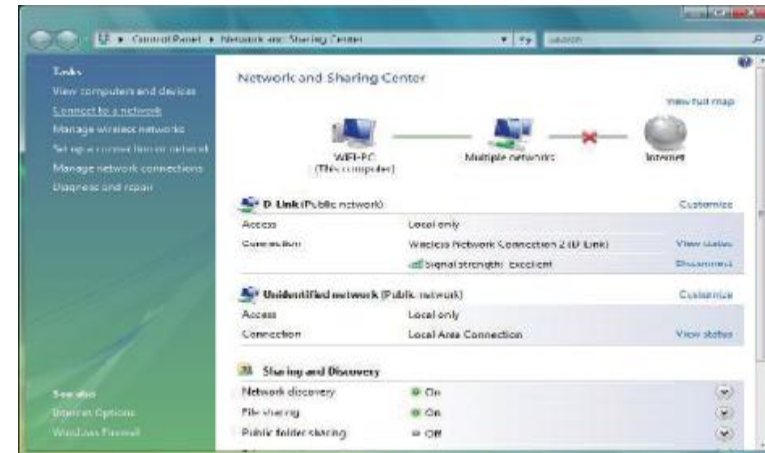 Control Panel Network and Sharing Center
Search
Tasks
View computers and devices
Connect to a network
Manage wireless networks
Set up a connection or network
Manage network connections
Diagnose and repair
See also
Internet Options
Windows Firewall
Network and Sharing Center
View full map
WIFI-PC
(This computer)
Multiple networks
Internet
D-Link (Public network)
Customize
Access Local only
Connection Wireless Network Connection 2 (D-Link) View status
Signal strength: Excellent Disconnect
Unidentified network (Public network)
Customize
Access Local only
Connection Local Area Connection View status
Sharing and Discovery
Network discovery On
File sharing On
Public folder sharing Off